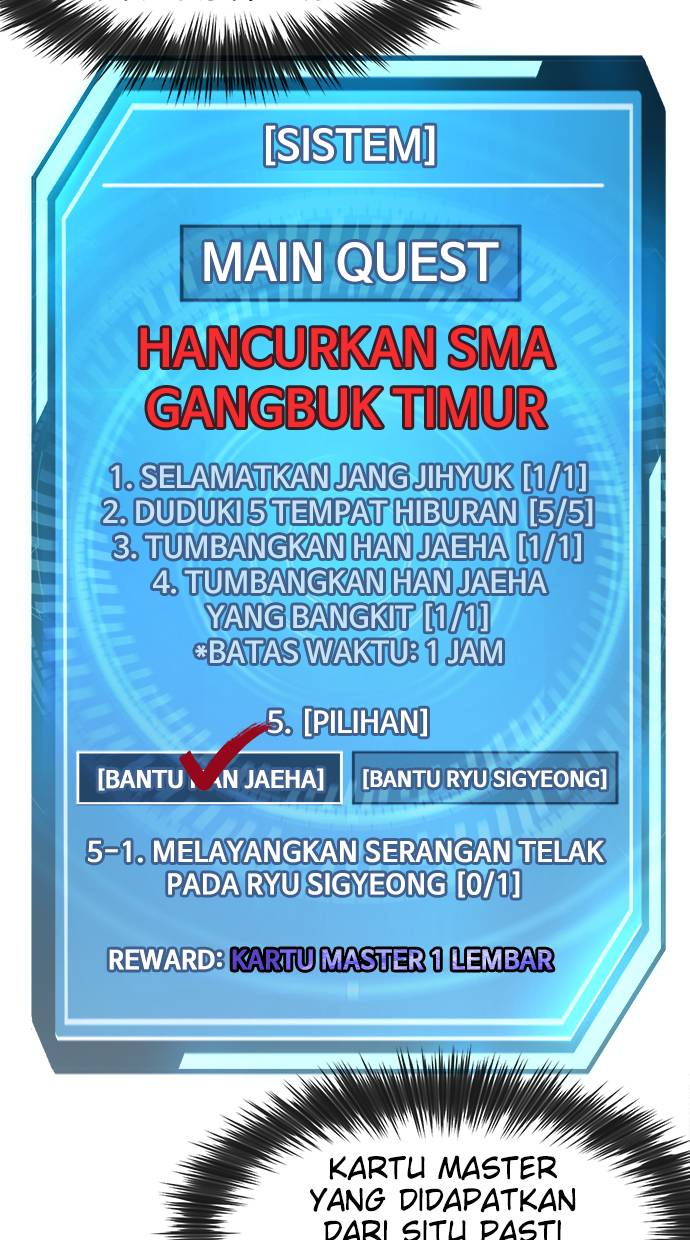 [SISTEM]
MAIN QUEST
HANCURKAN SMA
GANGBUK TIMUR
1. SELAMATKAN JANG JIHYUK [1/1]
2. DUDUKI 5 TEMPAT HIBURAN [5/5]
3. TUMBANGKAN HAN JAEHA [1/1]
4. TUMBANGKAN HAN JAEHA
YANG BANGKIT [1/1]
*BATAS WAKTU: 1 JAM
5. [PILIHAN]
[BANTU HAN JAEHA] [BANTU RYU SIGYEONG]
5-1. MELAYANGKAN SERANGAN TELAK
PADA RYU SIGYEONG [0/1]
REWARD: KARTU MASTER 1 LEMBAR
KARTU MASTER
YANG DIDAPATKAN
DARI SITU PASTI